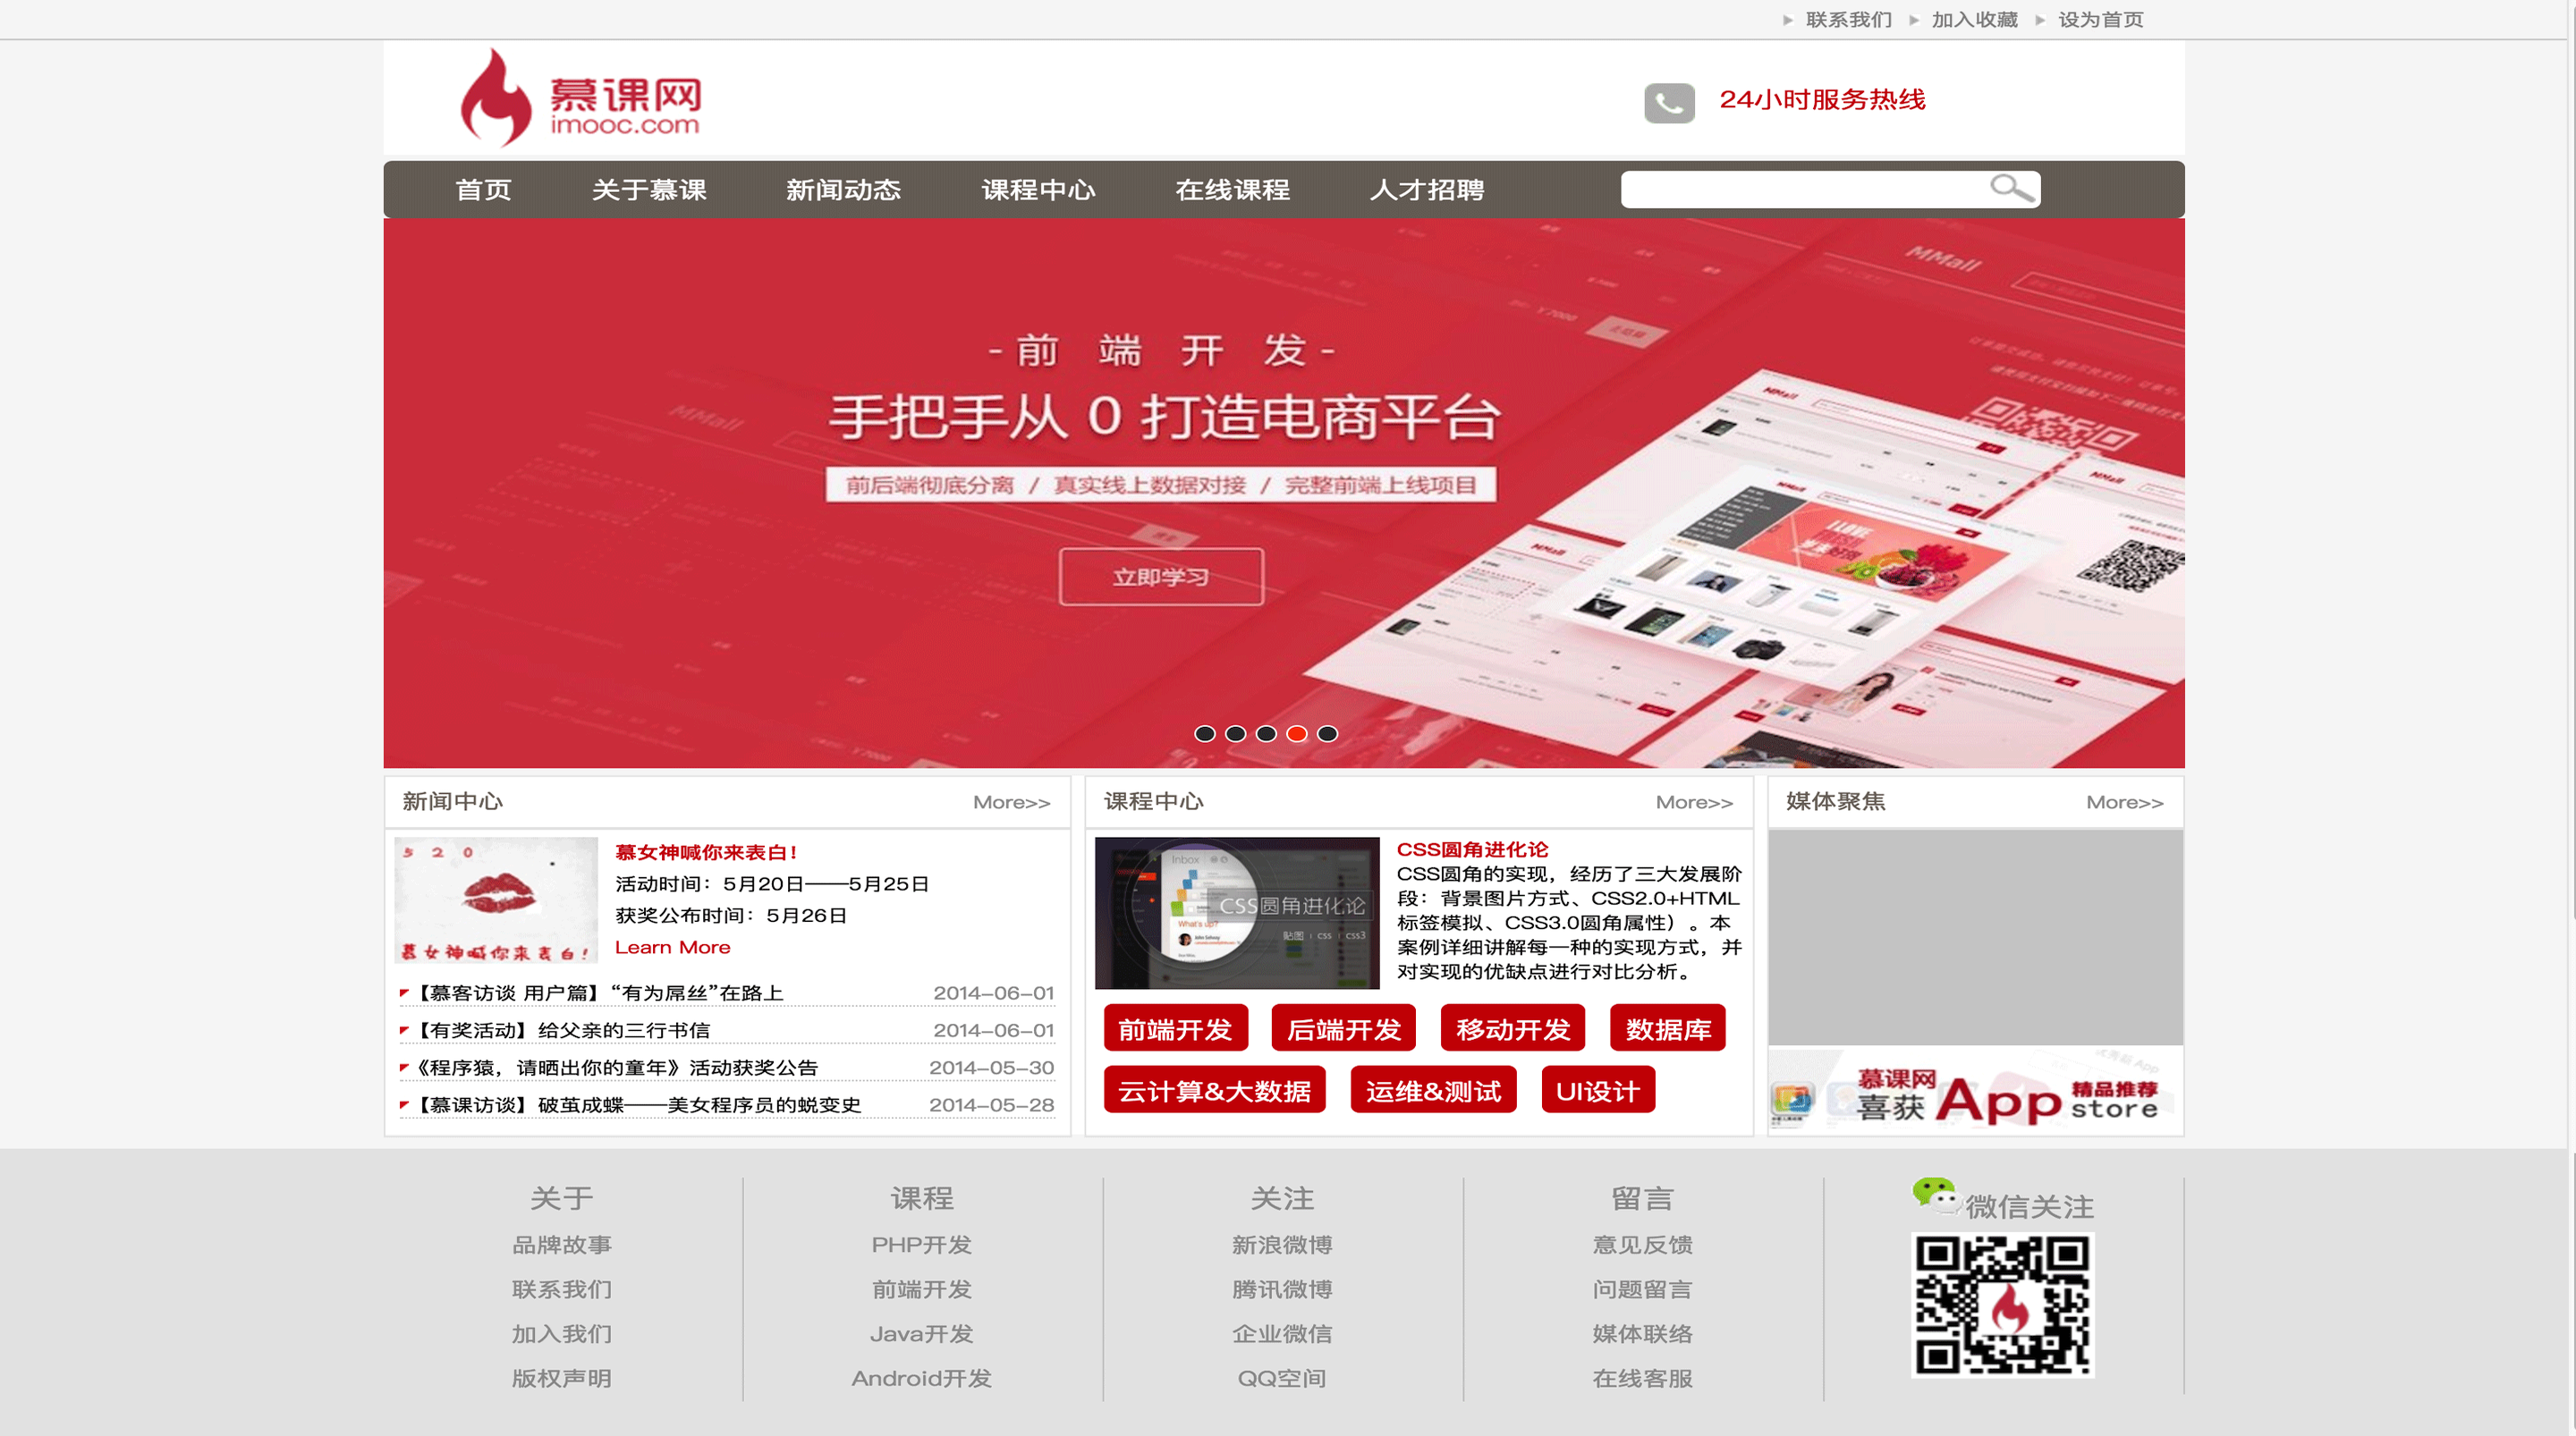 联系我们 加入收藏 设为首页
慕课网
imooc.com
24小时服务热线
首页 关于慕课 新闻动态 课程中心 在线课程 人才招聘
MMall
-前 端 开 发-
手把手从 0 打造电商平台
前后端彻底分离 / 真实线上数据对接 / 完整前端上线项目
立即学习
新闻中心 More>>
5 2 0
慕女神喊你来表白!
慕女神喊你来表白!
活动时间：5月20日——5月25日
获奖公布时间：5月26日
Learn More
【慕客访谈 用户篇】“有为屌丝”在路上 2014-06-01
【有奖活动】给父亲的三行书信 2014-06-01
《程序猿，请晒出你的童年》活动获奖公告 2014-05-30
【慕课访谈】破茧成蝶——美女程序员的蜕变史 2014-05-28
课程中心 More>>
Inbox
CSS圆角进化论
What's up?
贴图 css css3
CSS圆角进化论
CSS圆角的实现，经历了三大发展阶
段：背景图片方式、CSS2.0+HTML
标签模拟、CSS3.0圆角属性）。本
案例详细讲解每一种的实现方式，并
对实现的优缺点进行对比分析。
前端开发 后端开发 移动开发 数据库
云计算&大数据 运维&测试 UI设计
媒体聚焦 More>>
慕课网
喜获 App 精品推荐
store
关于
品牌故事
联系我们
加入我们
版权声明
课程
PHP开发
前端开发
Java开发
Android开发
关注
新浪微博
腾讯微博
企业微信
QQ空间
留言
意见反馈
问题留言
媒体联络
在线客服
微信关注